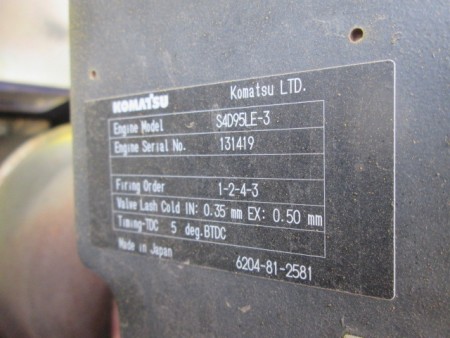 KOMATSU Komatsu LTD.
Engine Model S4D95LE-3
Engine Serial No. 131419
Firing Order 1-2-4-3
Valve Lash Cold IN: 0.35 mm EX: 0.50 mm
Timing-TDC 5 deg.BTDC
Made in Japan 6204-81-2581